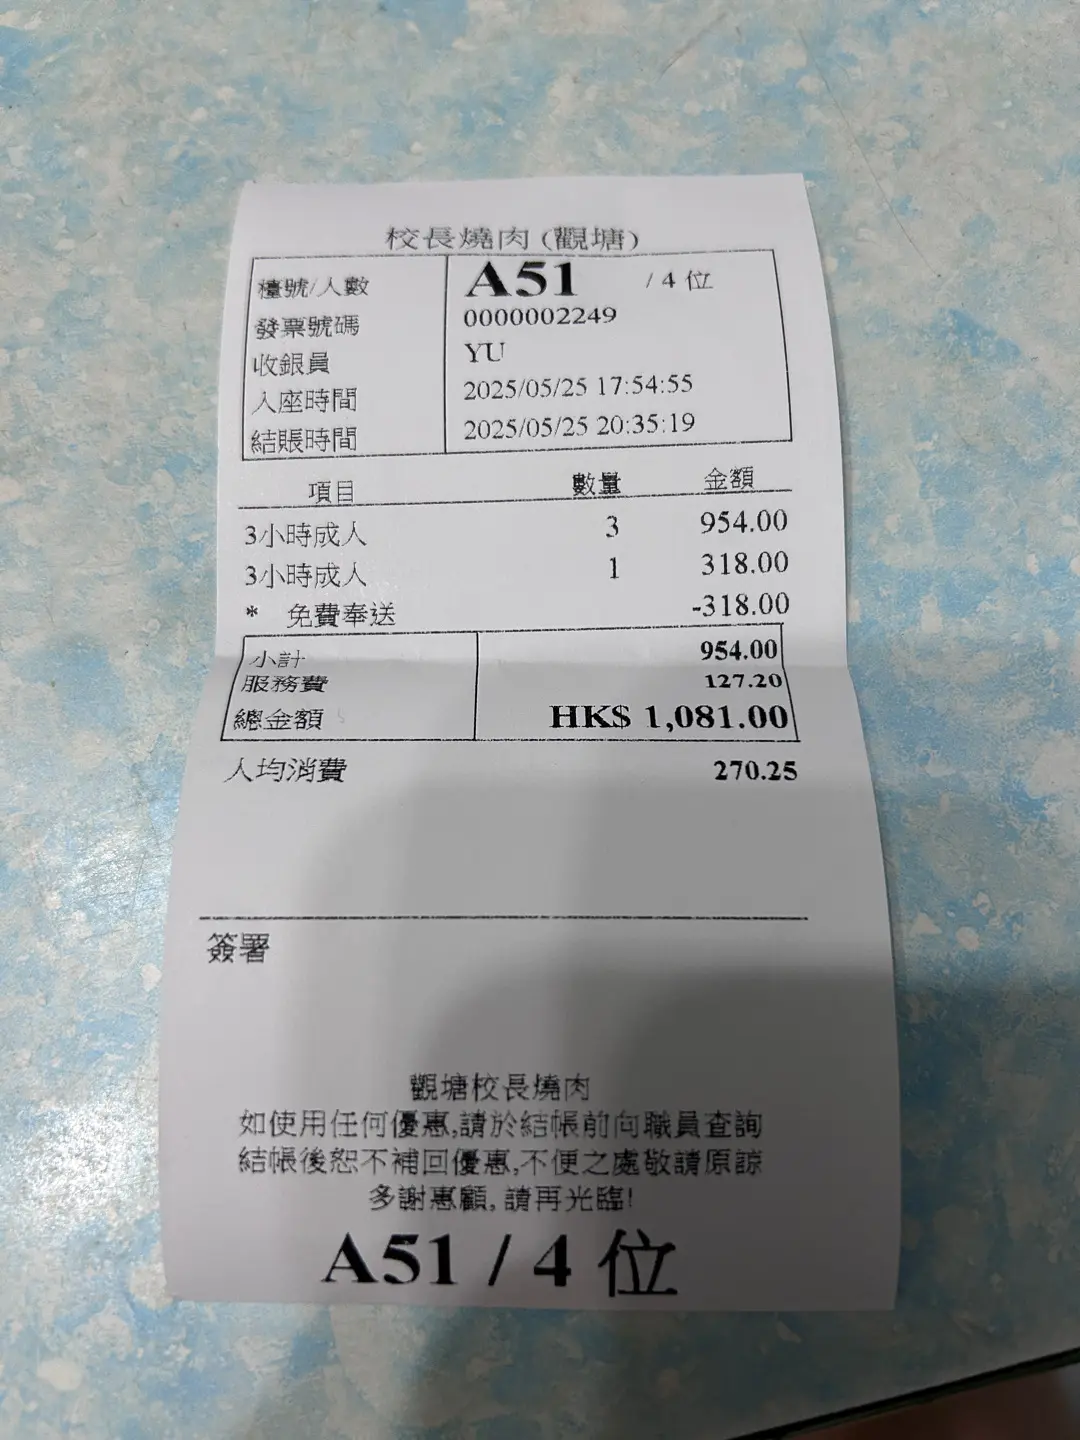 校長燒肉 (觀塘)
檯號/人數 A51 / 4 位
發票號碼 0000002249
收銀員 YU
入座時間 2025/05/25 17:54:55
結賬時間 2025/05/25 20:35:19
項目 數量 金額
3小時成人 3 954.00
3小時成人 1 318.00
* 免費奉送 -318.00
小計 954.00
服務費 127.20
總金額 HK$ 1,081.00
人均消費 270.25
簽署
觀塘校長燒肉
如使用任何優惠,請於結帳前向職員查詢
結帳後恕不補回優惠,不便之處敬請原諒
多謝惠顧, 請再光臨!
A51 / 4 位